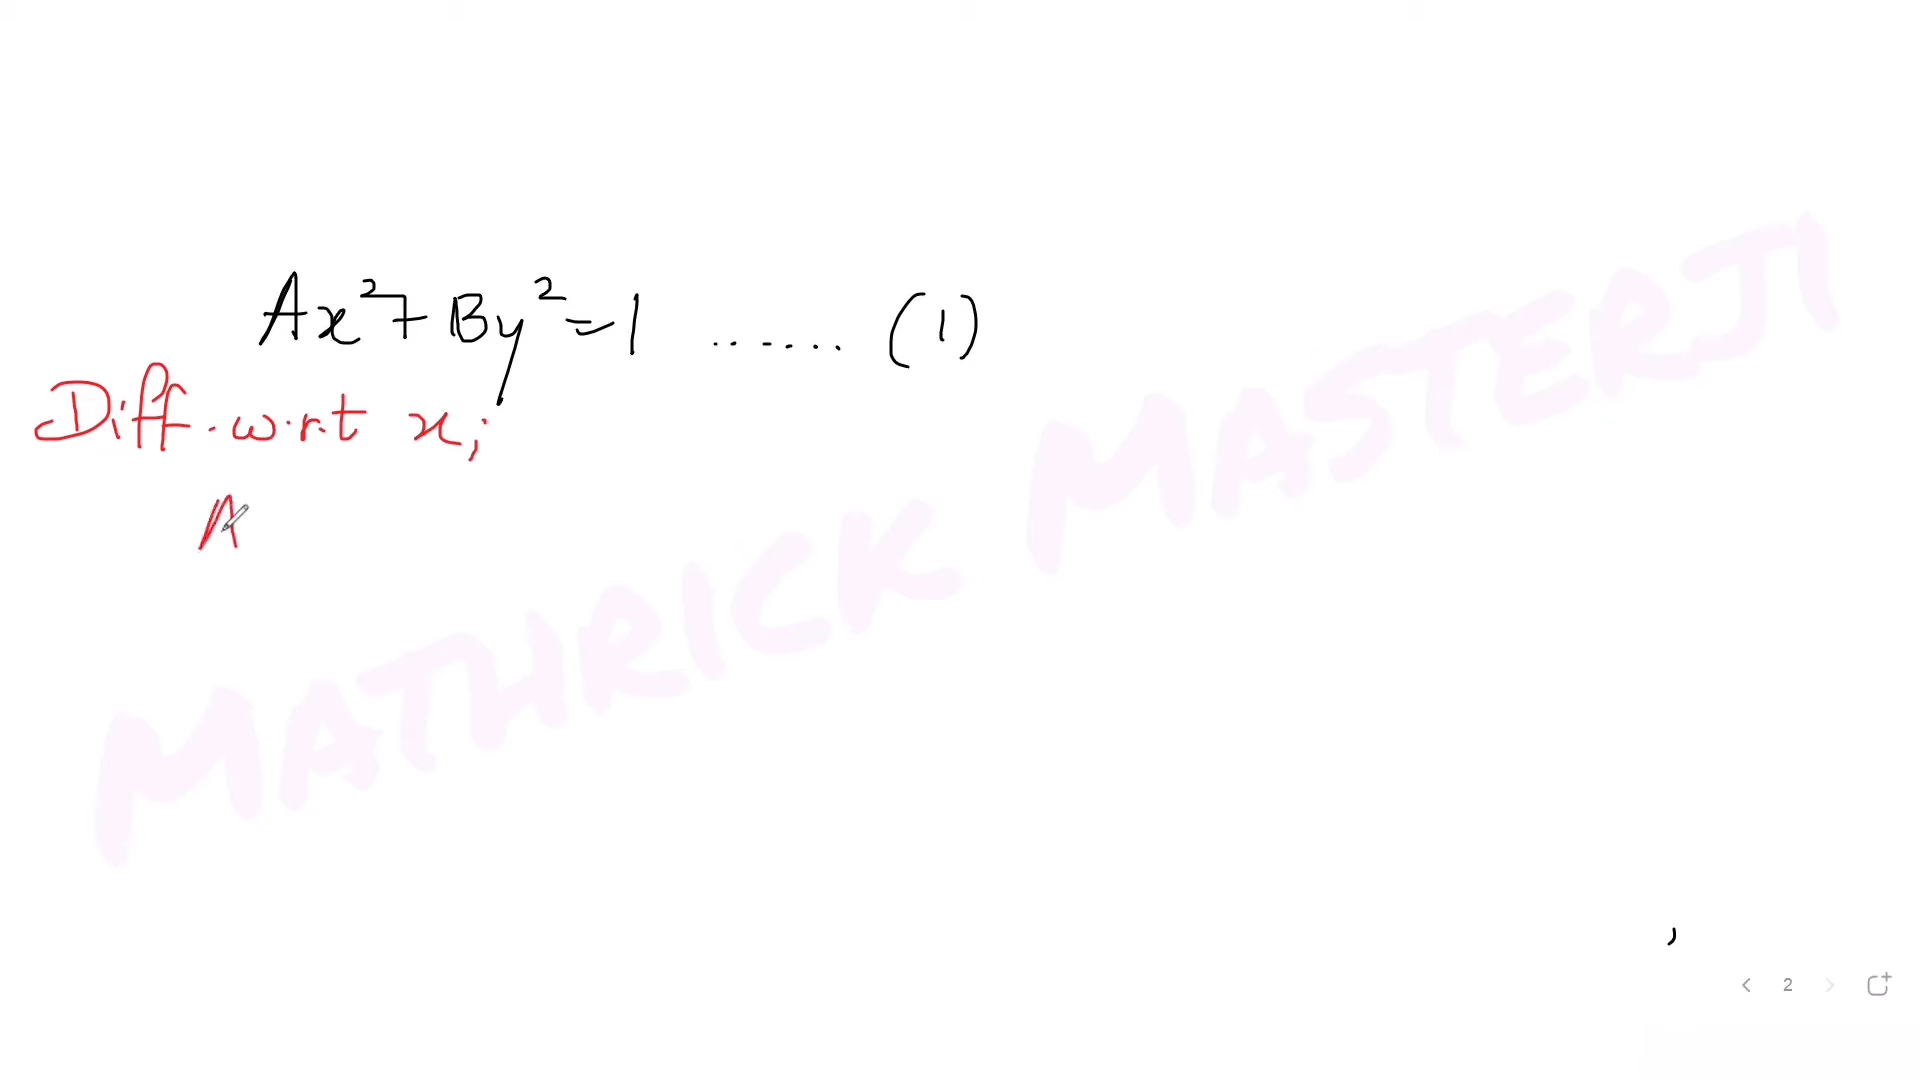 Ax²+By²=1 ...... (1)
Diff. w.r.t x;
A
MATHRICK MASTERJI
,
2